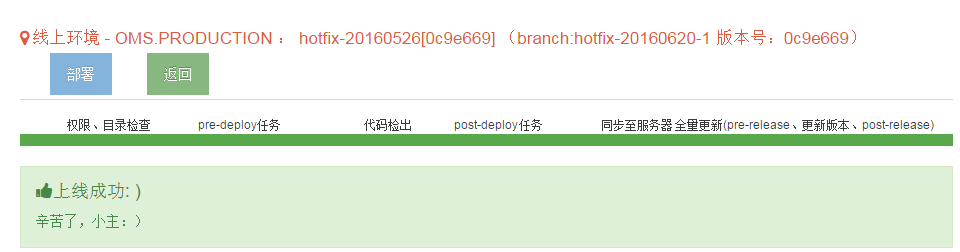 线上环境 - OMS.PRODUCTION ： hotfix-20160526[0c9e669] （branch:hotfix-20160620-1 版本号：0c9e669）
部署 返回
权限、目录检查 pre-deploy任务 代码检出 post-deploy任务 同步至服务器 全量更新(pre-release、更新版本、post-release)
上线成功: )
辛苦了，小主：）